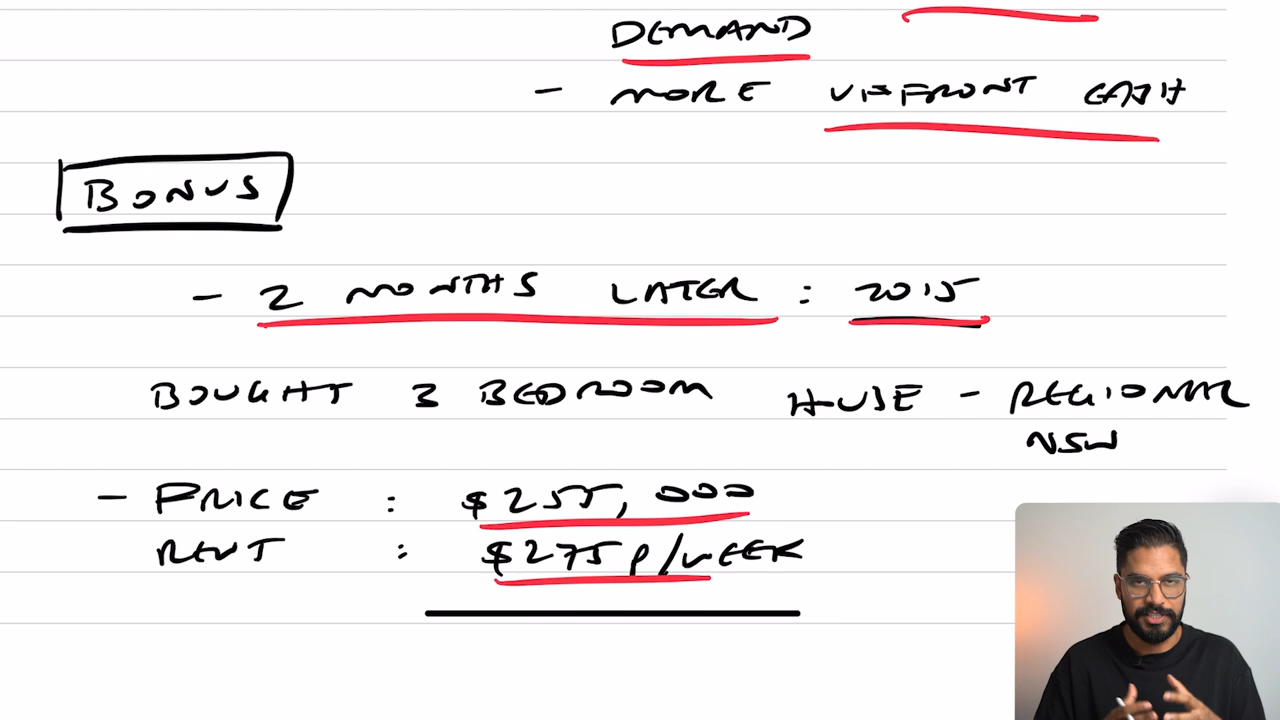 DEMAND
- MORE UPFRONT CASH
BONUS
- 2 MONTHS LATER : 2015
BOUGHT 3 BEDROOM HOUSE - REGIONAL
NSW
- PRICE : $255,000
RENT : $275 P/WEEK